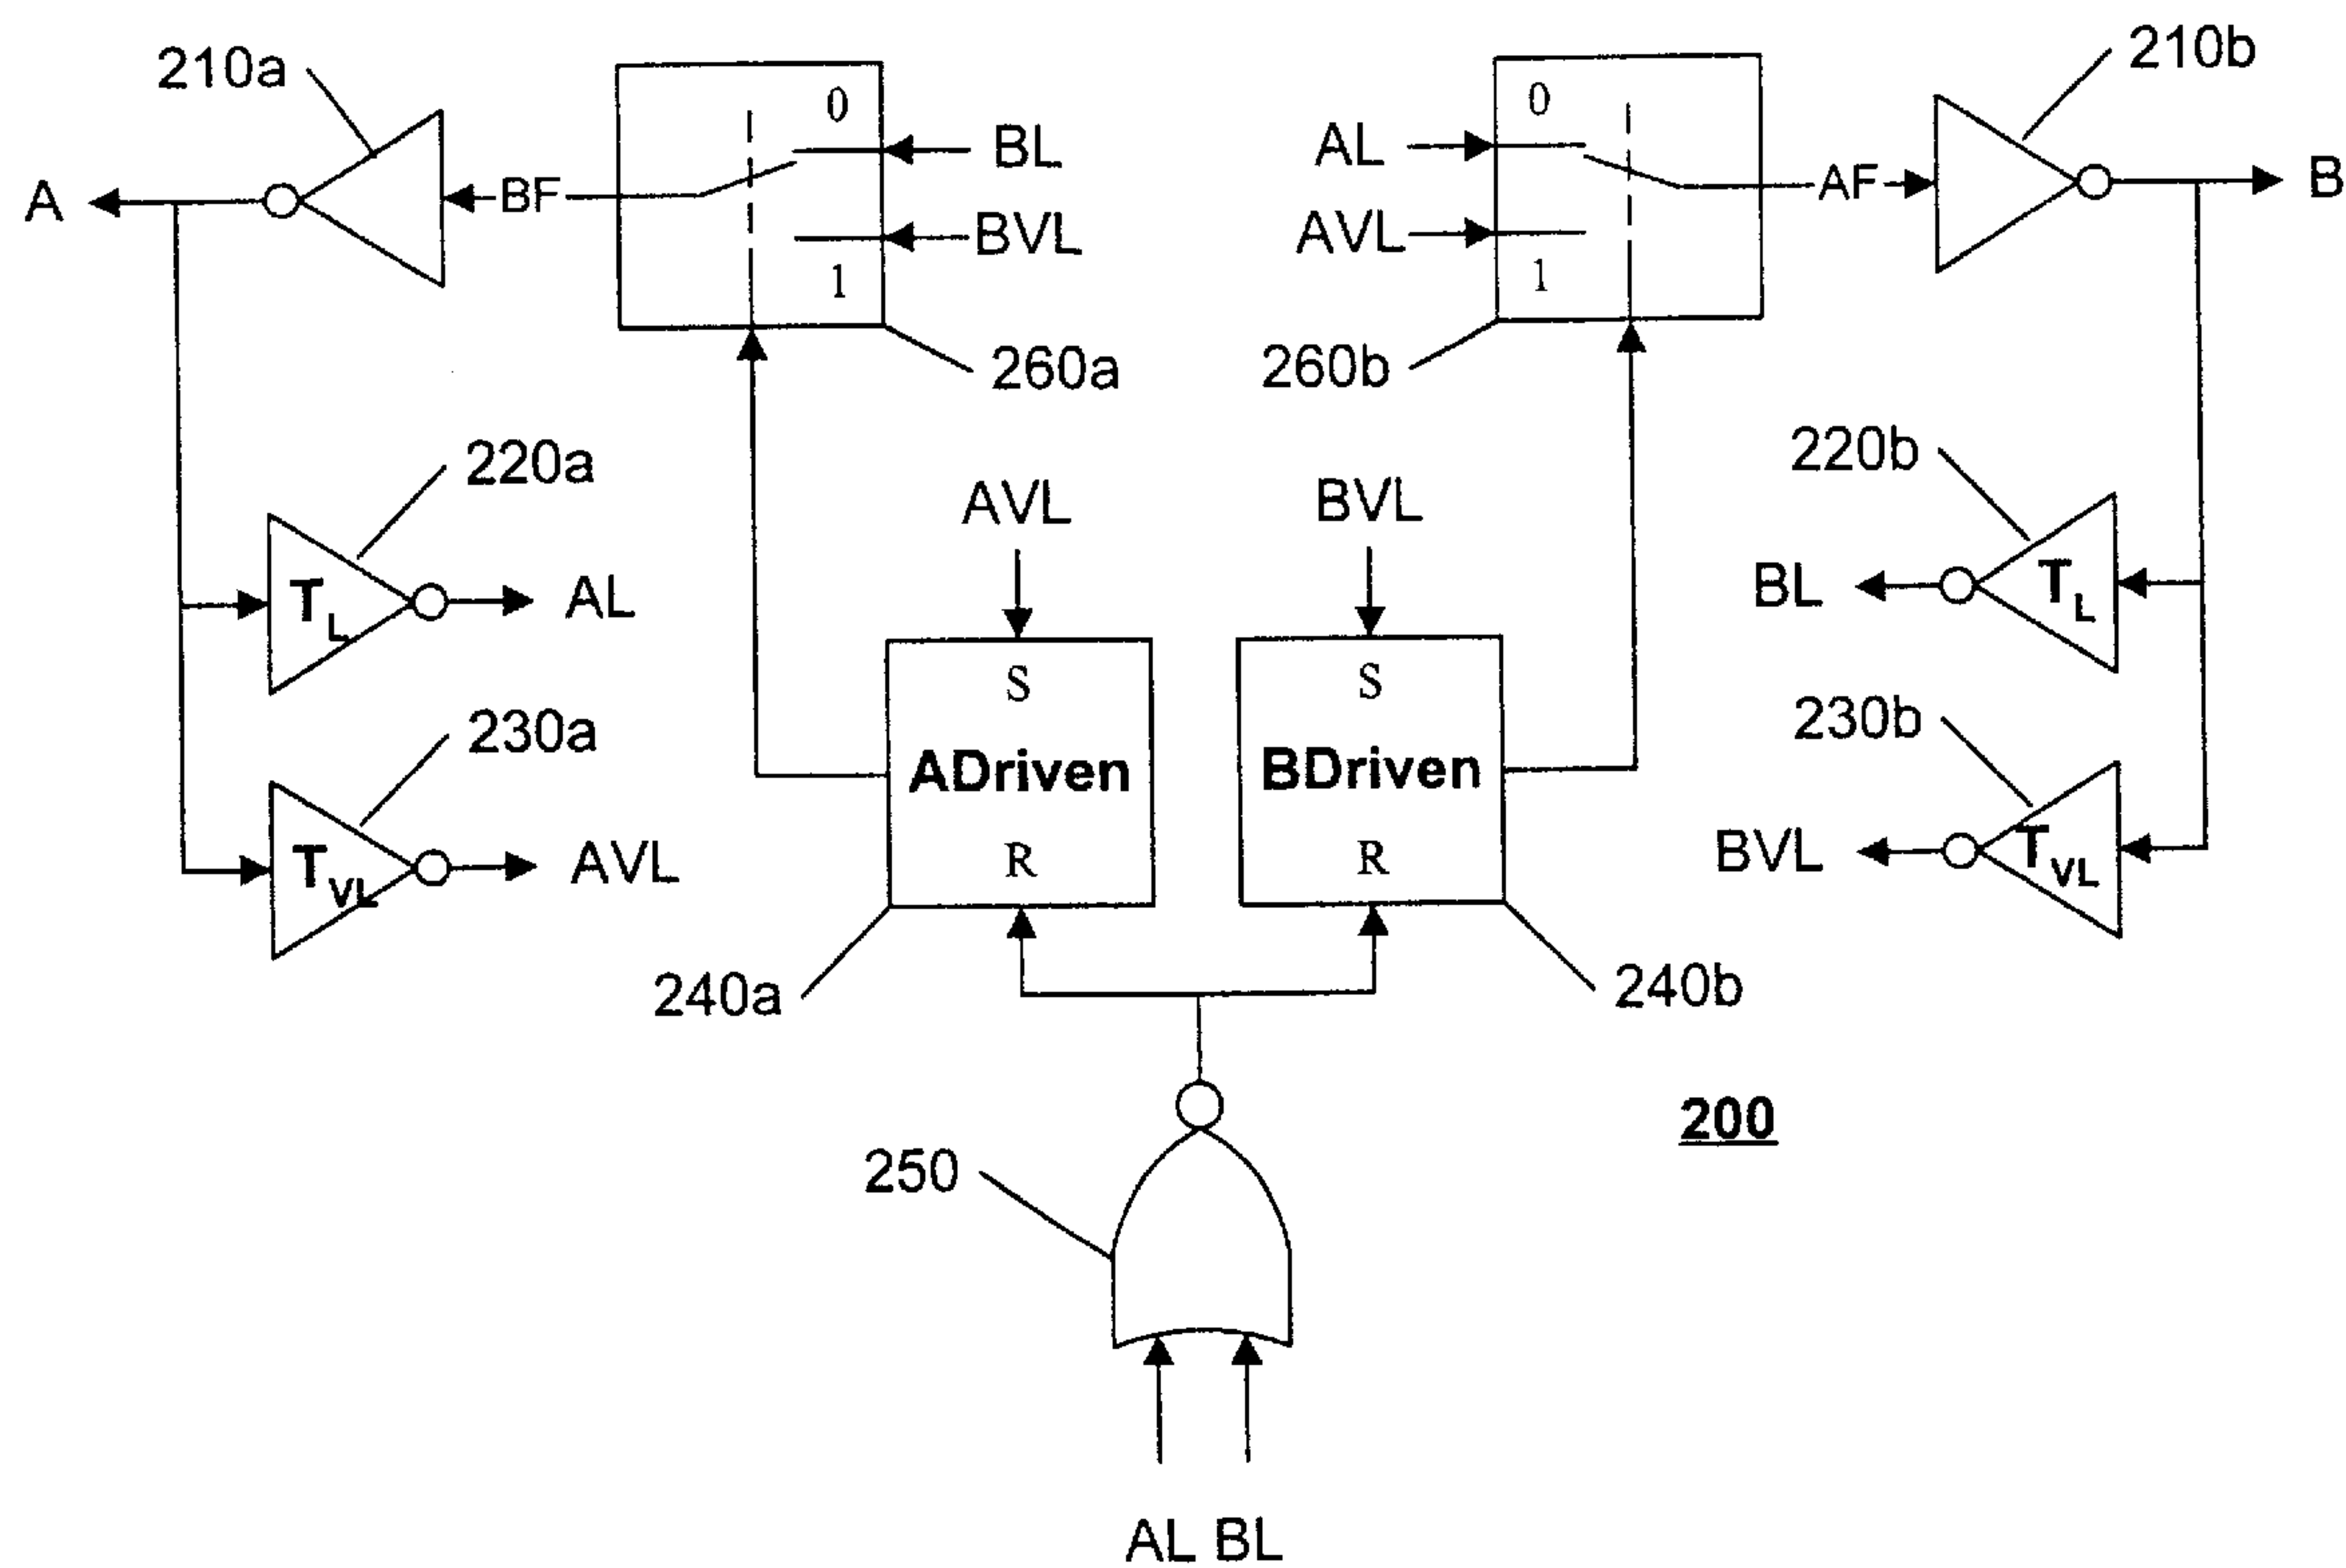 210a
210b
0
0
BL
AL
A
BF
AF
B
BVL
AVL
1
1
260a
260b
220a
220b
AVL
BVL
TL
AL
BL
TL
S
S
230a
230b
ADriven
BDriven
TVL
AVL
BVL
TVL
R
R
240a
240b
200
250
AL BL